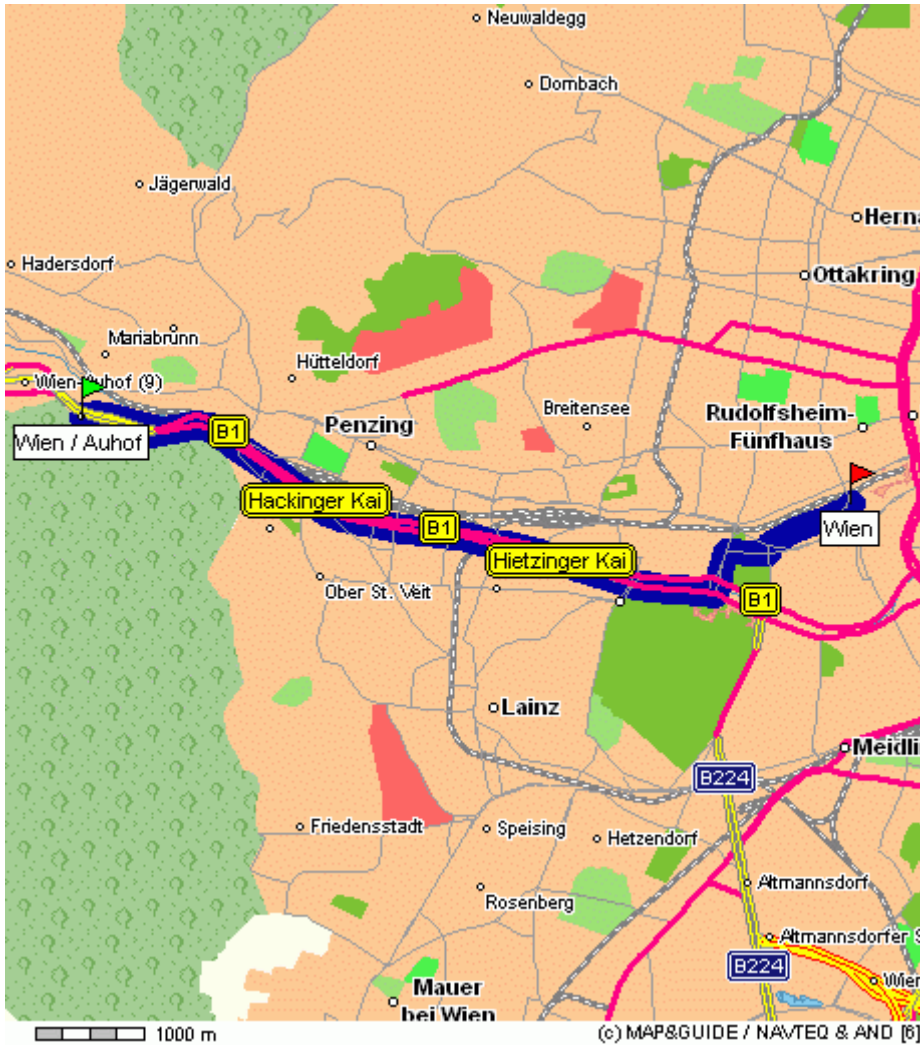 Neuwaldegg
Dornbach
Jägerwald
Hadersdorf
Ottakring
Mariabrunn
Hütteldorf
Wien-Auhof (9)
Breitensee
Rudolfsheim-
Fünfhaus
Penzing
B1
Wien / Auhof
Hackinger Kai
B1
Wien
Hietzinger Kai
Ober St. Veit
B1
Lainz
B224
Friedensstadt
Speising
Hetzendorf
Altmannsdorf
Rosenberg
Altmannsdorfer S
B224
Mauer
bei Wien
1000 m
(c) MAP&GUIDE / NAVTEQ & AND [6]